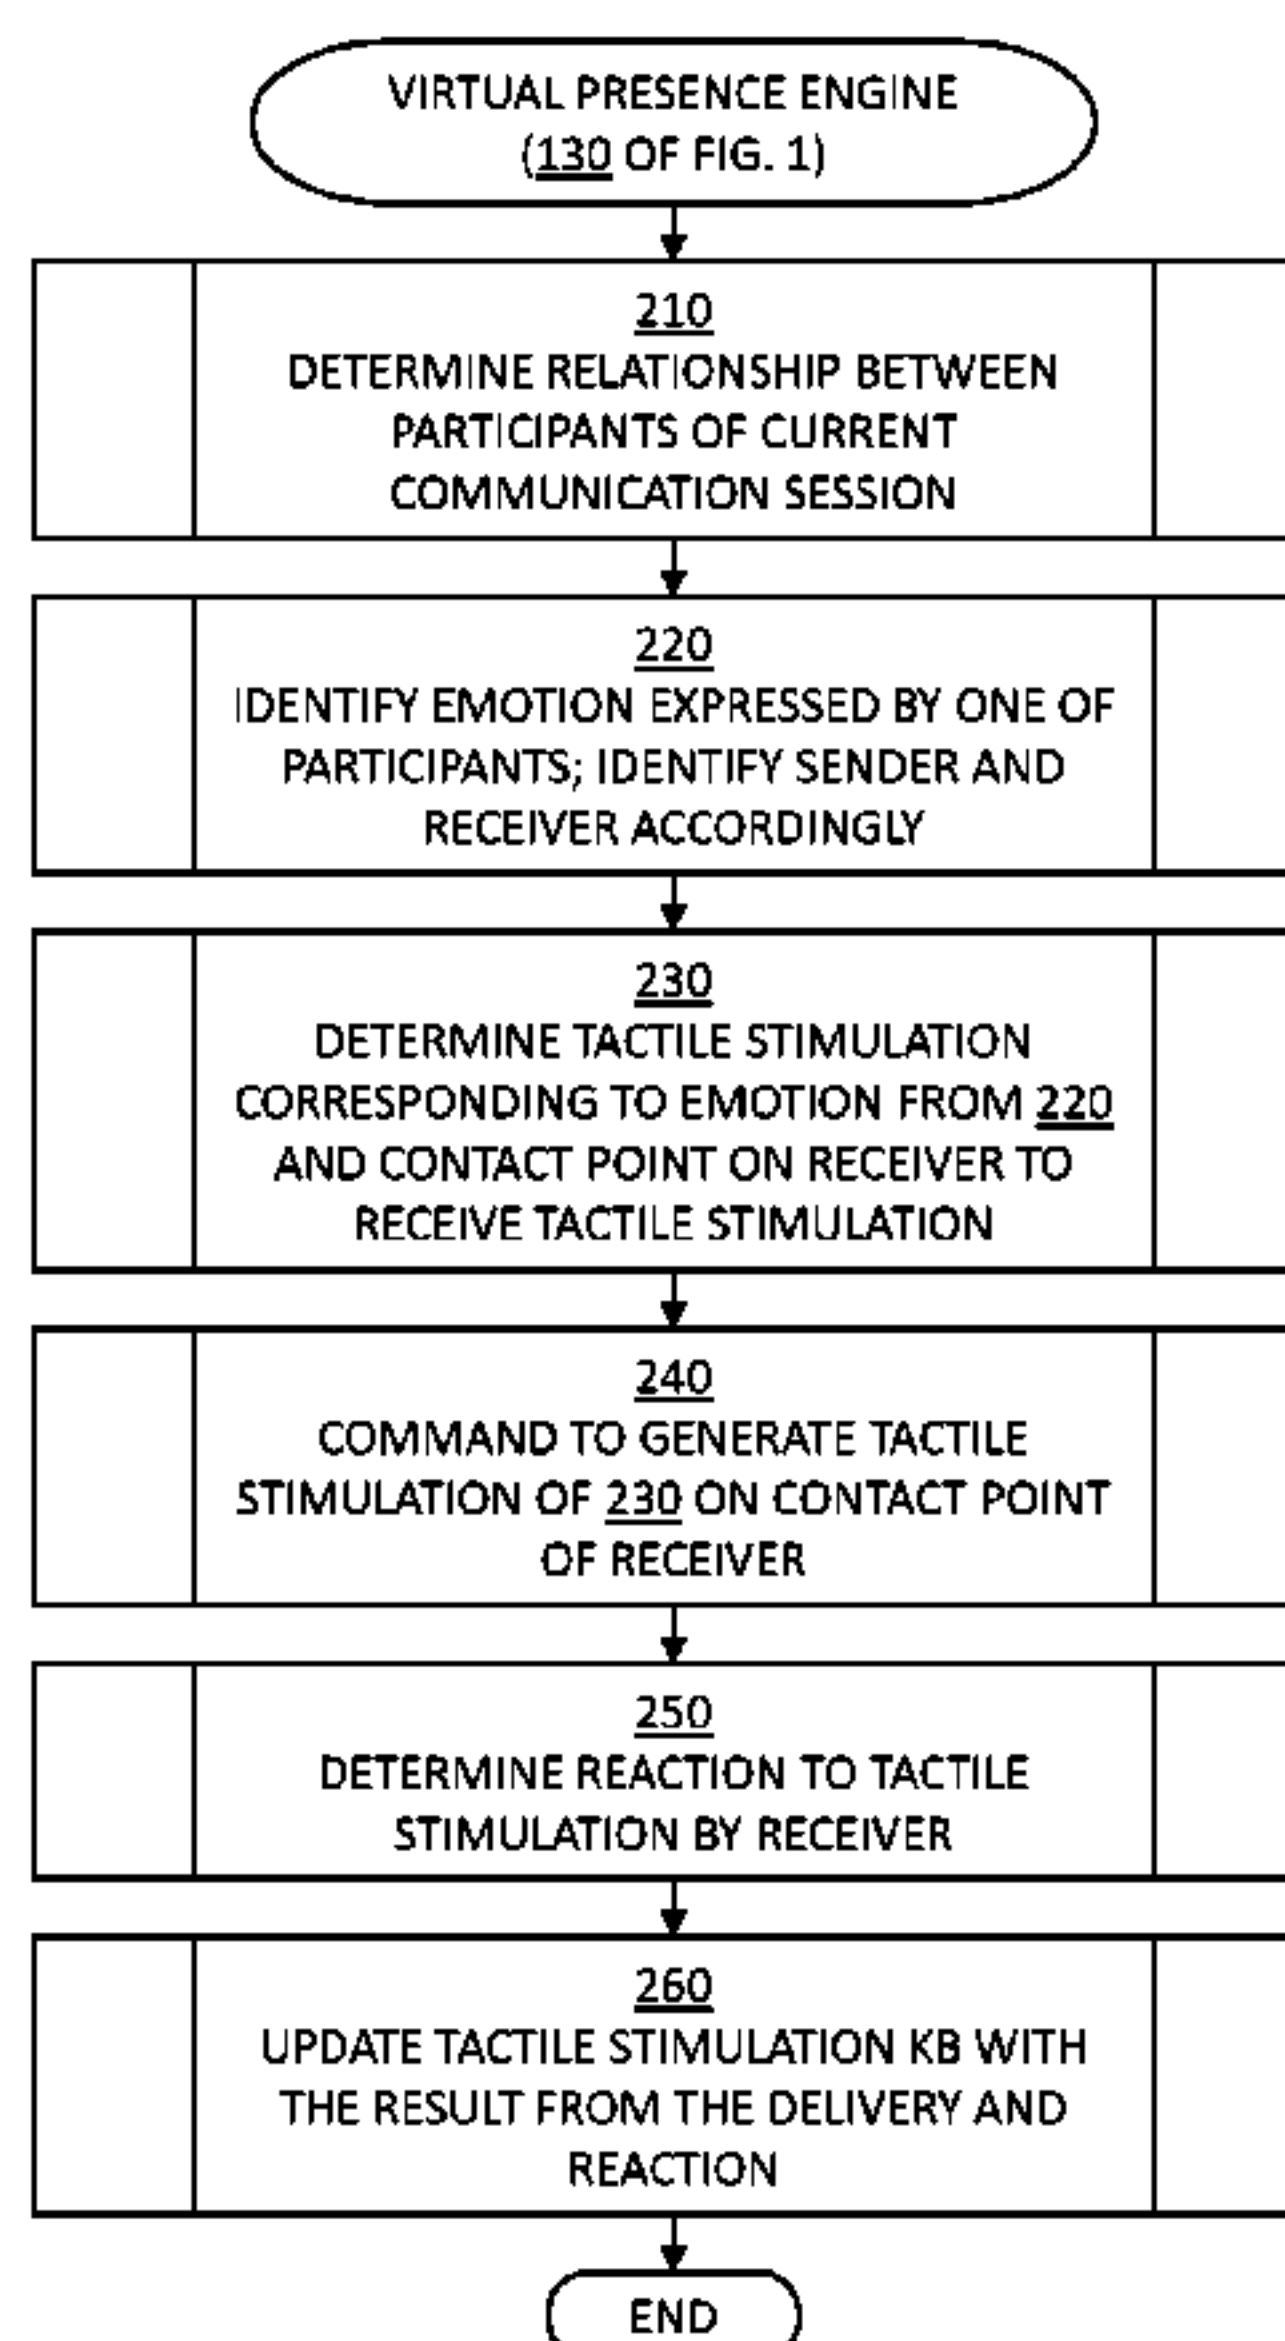 VIRTUAL PRESENCE ENGINE
(130 OF FIG. 1)
210
DETERMINE RELATIONSHIP BETWEEN
PARTICIPANTS OF CURRENT
COMMUNICATION SESSION
220
IDENTIFY EMOTION EXPRESSED BY ONE OF
PARTICIPANTS; IDENTIFY SENDER AND
RECEIVER ACCORDINGLY
230
DETERMINE TACTILE STIMULATION
CORRESPONDING TO EMOTION FROM 220
AND CONTACT POINT ON RECEIVER TO
RECEIVE TACTILE STIMULATION
240
COMMAND TO GENERATE TACTILE
STIMULATION OF 230 ON CONTACT POINT
OF RECEIVER
250
DETERMINE REACTION TO TACTILE
STIMULATION BY RECEIVER
260
UPDATE TACTILE STIMULATION KB WITH
THE RESULT FROM THE DELIVERY AND
REACTION
END